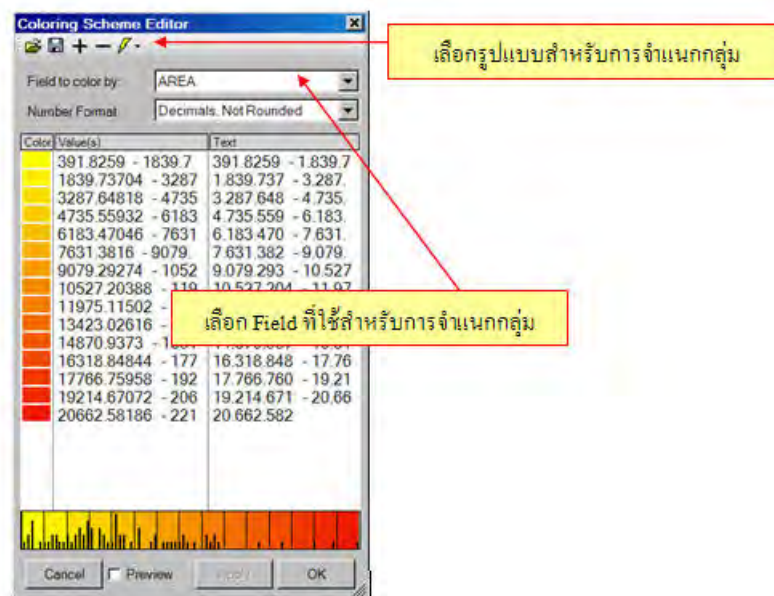 Coloring Scheme Editor
เลือกรูปแบบสำหรับการจำแนกกลุ่ม
Field to color by: AREA
Number Format Decimals. Not Rounded
Color Value(s) Text
391.8259 - 1839.7 391.8259 - 1.839.7
1839.73704 - 3287 1.839.737 - 3.287.
3287.64818 - 4735 3.287.648 - 4.735.
4735.55932 - 6183 4.735.559 - 6.183.
6183.47046 - 7631 6.183.470 - 7.631.
7631.3816 - 9079. 7.631.382 - 9.079.
9079.29274 - 1052 9.079.293 - 10.527
10527.20388 - 119 10.527.204 - 11.97
11975.11502 -
เลือก Field ที่ใช้สำหรับการจำแนกกลุ่ม
13423.02616 -
14870.9373 -
16318.84844 - 177 16.318.848 - 17.76
17766.75958 - 192 17.766.760 - 19.21
19214.67072 - 206 19.214.671 - 20.66
20662.58186 - 221 20.662.582
Cancel Preview Apply OK